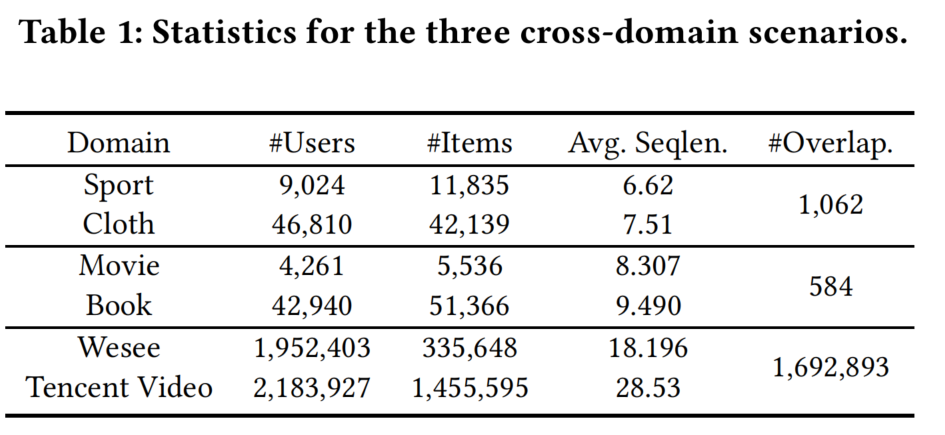 Table 1: Statistics for the three cross-domain scenarios.
Domain #Users #Items Avg. Seqlen. #Overlap.
Sport 9,024 11,835 6.62 1,062
Cloth 46,810 42,139 7.51
Movie 4,261 5,536 8.307 584
Book 42,940 51,366 9.490
Wesee 1,952,403 335,648 18.196 1,692,893
Tencent Video 2,183,927 1,455,595 28.53